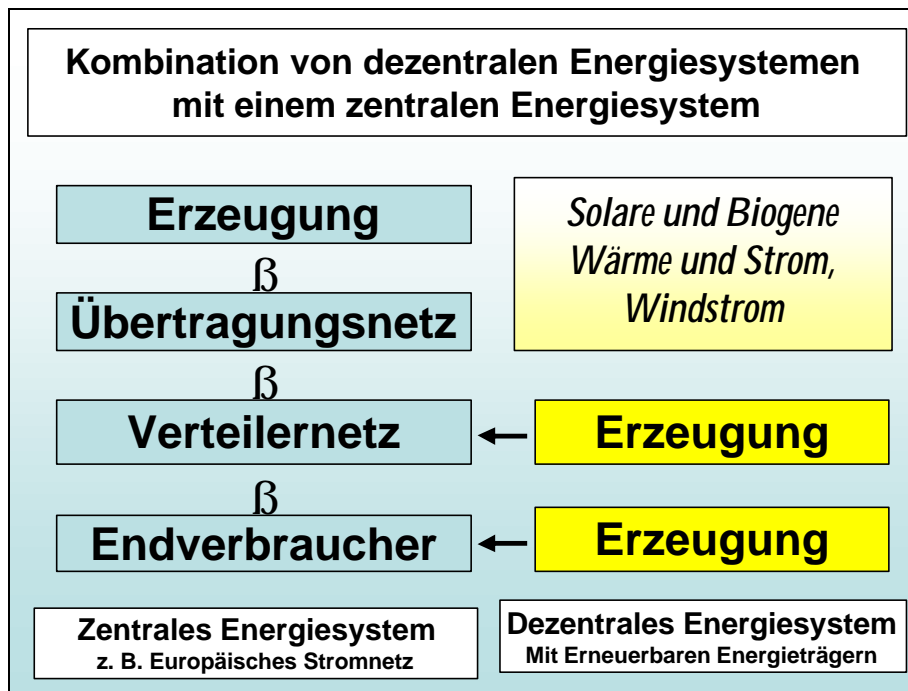 Kombination von dezentralen Energiesystemen
mit einem zentralen Energiesystem
Erzeugung
ß
Übertragungsnetz
ß
Verteilernetz
ß
Endverbraucher
Solare und Biogene
Wärme und Strom,
Windstrom
Erzeugung
Erzeugung
Zentrales Energiesystem
z. B. Europäisches Stromnetz
Dezentrales Energiesystem
Mit Erneuerbaren Energieträgern